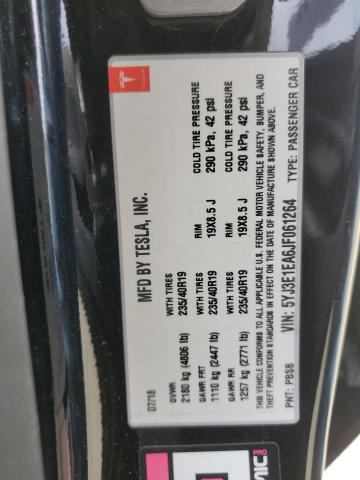 TESLA
MFD BY TESLA, INC.
07/18
GVWR WITH TIRES RIM COLD TIRE PRESSURE
2180 kg (4806 lb) 235/40R19 19X8.5 J 290 kPa, 42 psi
GAWR FRT WITH TIRES RIM COLD TIRE PRESSURE
1110 kg (2447 lb) 235/40R19 19X8.5 J 290 kPa, 42 psi
GAWR RR WITH TIRES
1257 kg (2771 lb) 235/40R19
THIS VEHICLE CONFORMS TO ALL APPLICABLE U.S. FEDERAL MOTOR VEHICLE SAFETY, BUMPER, AND
THEFT PREVENTION STANDARDS IN EFFECT ON THE DATE OF MANUFACTURE SHOWN ABOVE.
PNT: PBSB VIN: 5YJ3E1EA6JF061264 TYPE: PASSENGER CAR
PRO